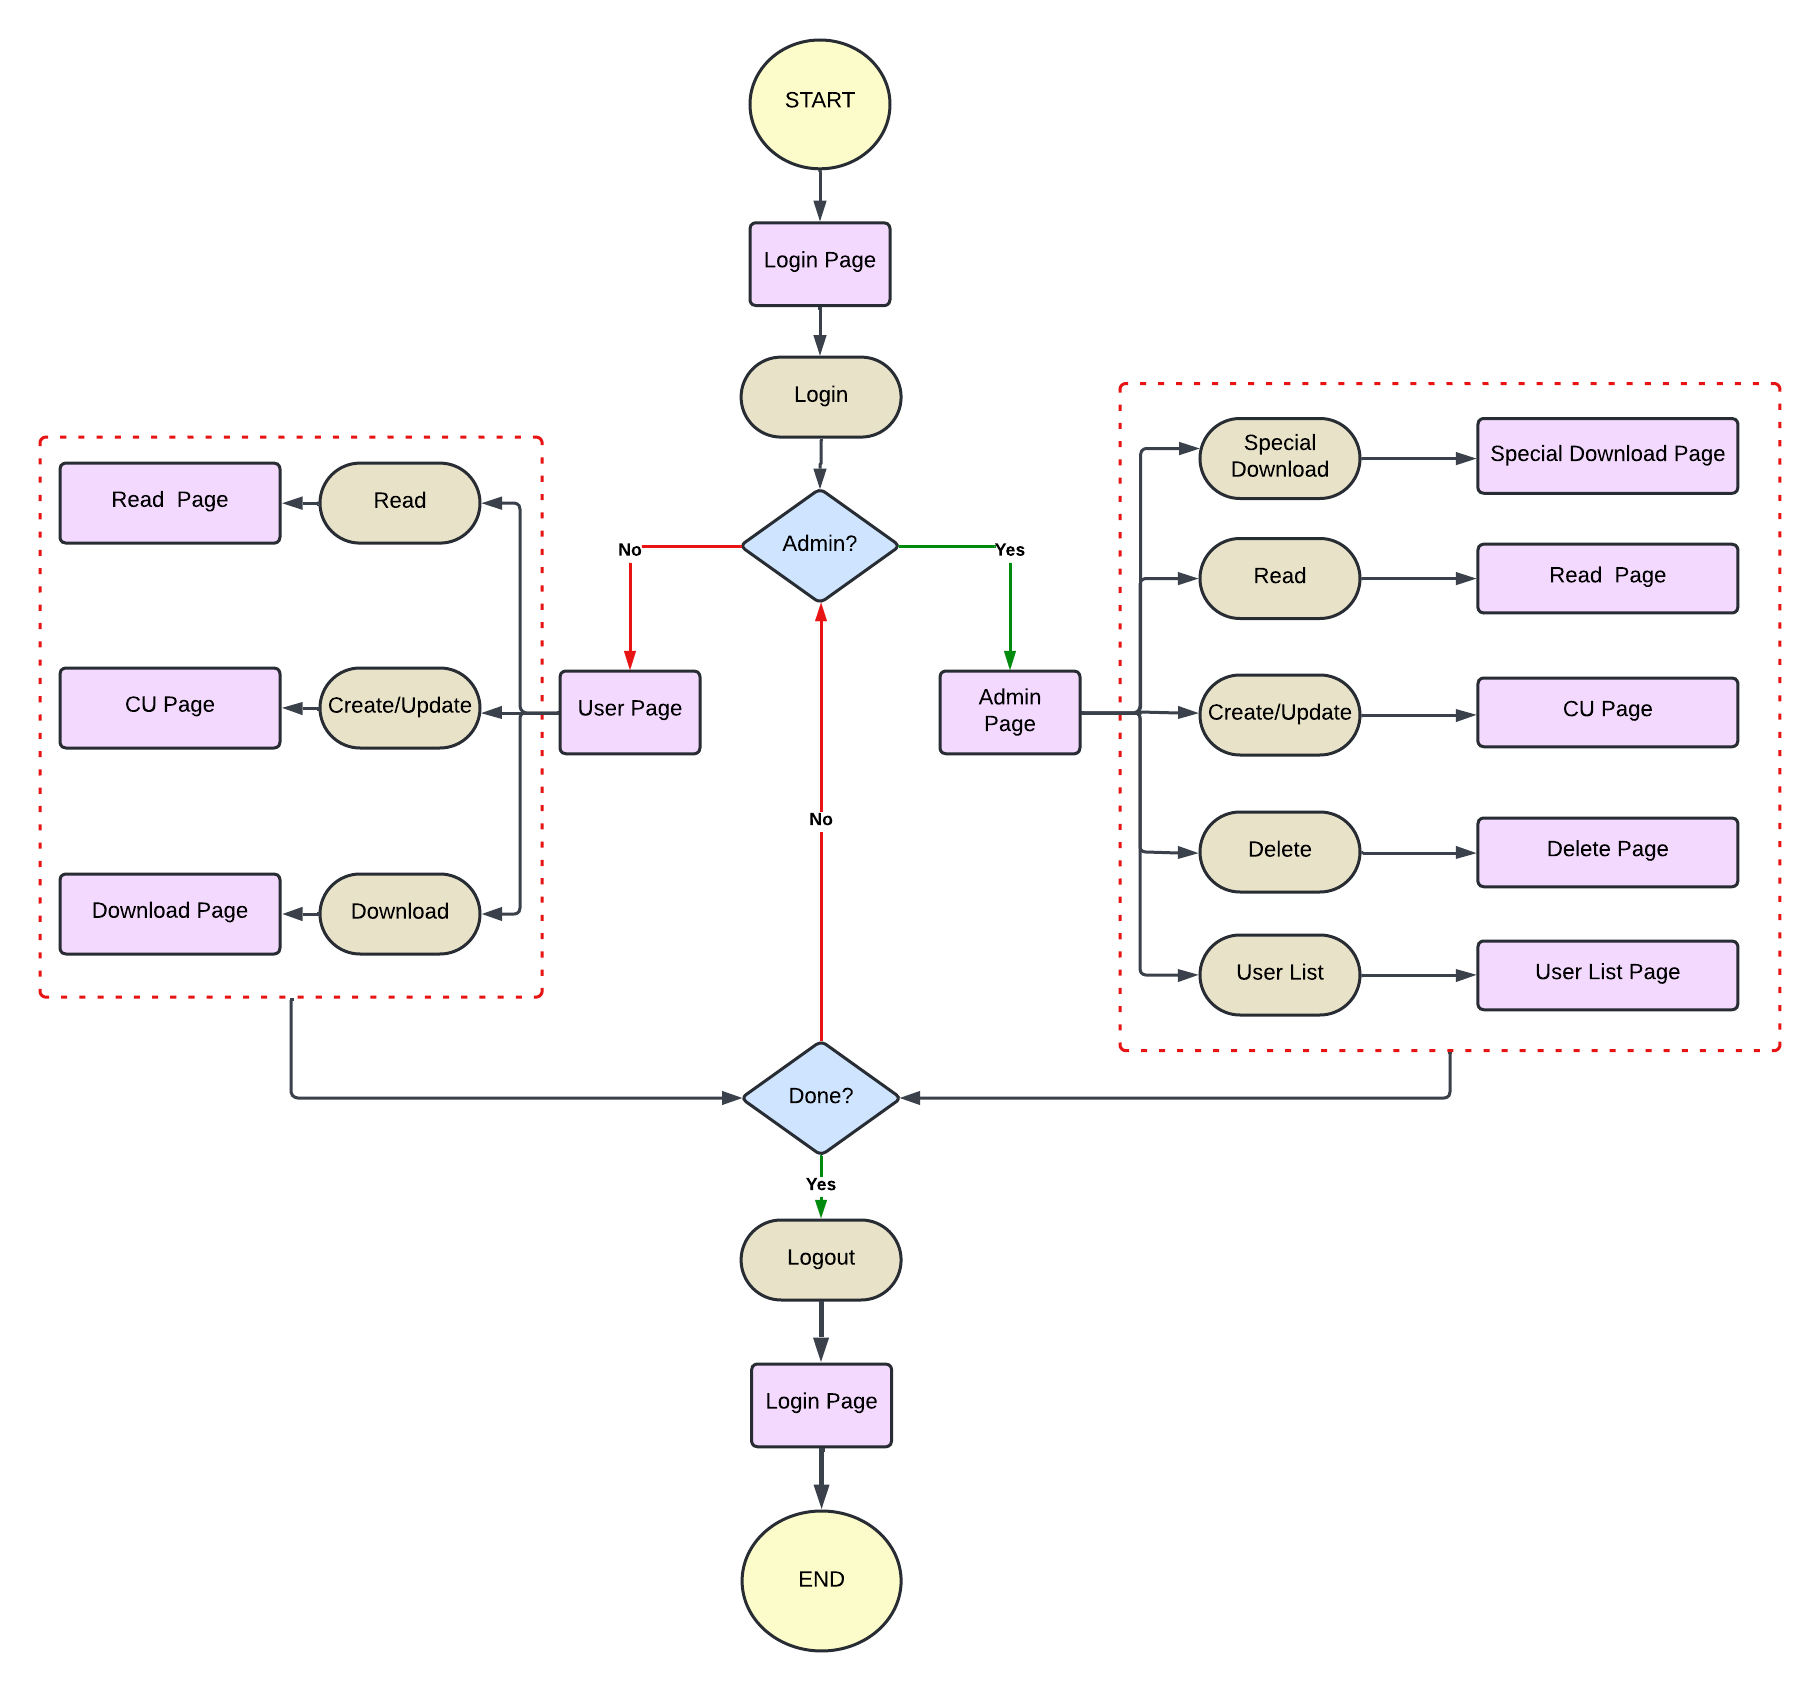 START
Login Page
Login
Admin?
No
Yes
Read  Page
Read
CU Page
Create/Update
User Page
Download Page
Download
Admin
Page
Special
Download
Special Download Page
Read
Read  Page
Create/Update
CU Page
Delete
Delete Page
User List
User List Page
No
Done?
Yes
Logout
Login Page
END